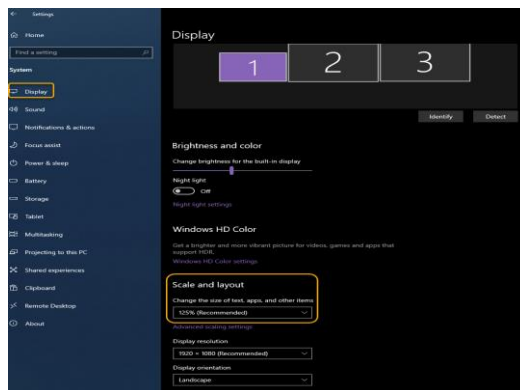 Settings
Home
Find a setting
System
Display
Sound
Notifications & actions
Focus assist
Power & sleep
Battery
Storage
Tablet
Multitasking
Projecting to this PC
Shared experiences
Clipboard
Remote Desktop
About
Display
1 2 3
Identify Detect
Brightness and color
Change brightness for the built-in display
Night light
Off
Night light settings
Windows HD Color
Get a brighter and more vibrant picture for videos, games and apps that
support HDR.
Windows HD Color settings
Scale and layout
Change the size of text, apps, and other items
125% (Recommended)
Advanced scaling settings
Display resolution
1920 × 1080 (Recommended)
Display orientation
Landscape